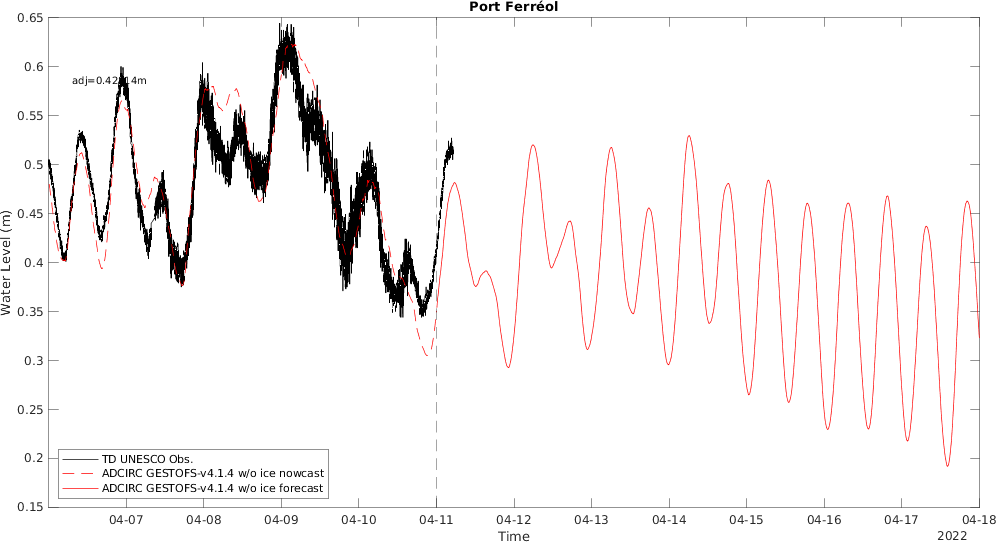 Port Ferréol
0.65
0.6
0.55
0.5
0.45
0.4
0.35
0.3
0.25
0.2
0.15
Water Level (m)
TD UNESCO Obs.
ADCIRC GESTOFS-v4.1.4 w/o ice nowcast
ADCIRC GESTOFS-v4.1.4 w/o ice forecast
04-07 04-08 04-09 04-10 04-11 04-12 04-13 04-14 04-15 04-16 04-17 04-18
Time
2022